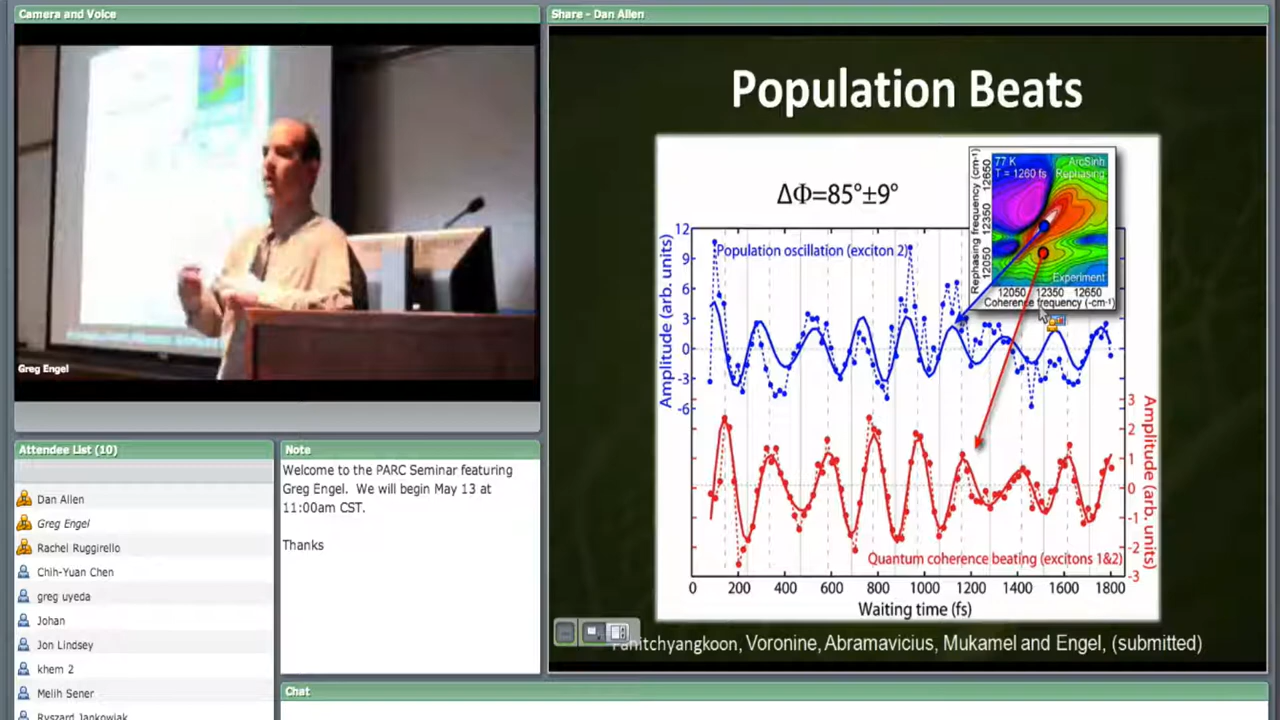 Camera and Voice
Greg Engel
Attendee List (10)
Dan Allen
Greg Engel
Rachel Ruggirello
Chih-Yuan Chen
greg uyeda
Johan
Jon Lindsey
khem 2
Melih Sener
Ryszard Jankowiak
Note
Welcome to the PARC Seminar featuring
Greg Engel. We will begin May 13 at
11:00am CST.
Thanks
Share - Dan Allen
Population Beats
ΔΦ=85°±9°
77 K
T = 1260 fs
ArcSinh
Rephasing
Experiment
Rephasing frequency (cm⁻¹)
12650
12350
12050
12050 12350 12650
Coherence frequency (-cm⁻¹)
Population oscillation (exciton 2)
Amplitude (arb. units)
12
9
6
3
0
-3
-6
3
2
1
0
-1
-2
-3
Amplitude (arb. units)
Quantum coherence beating (excitons 1&2)
0 200 400 600 800 1000 1200 1400 1600 1800
Waiting time (fs)
Voronine, Abramavicius, Mukamel and Engel, (submitted)
Chat